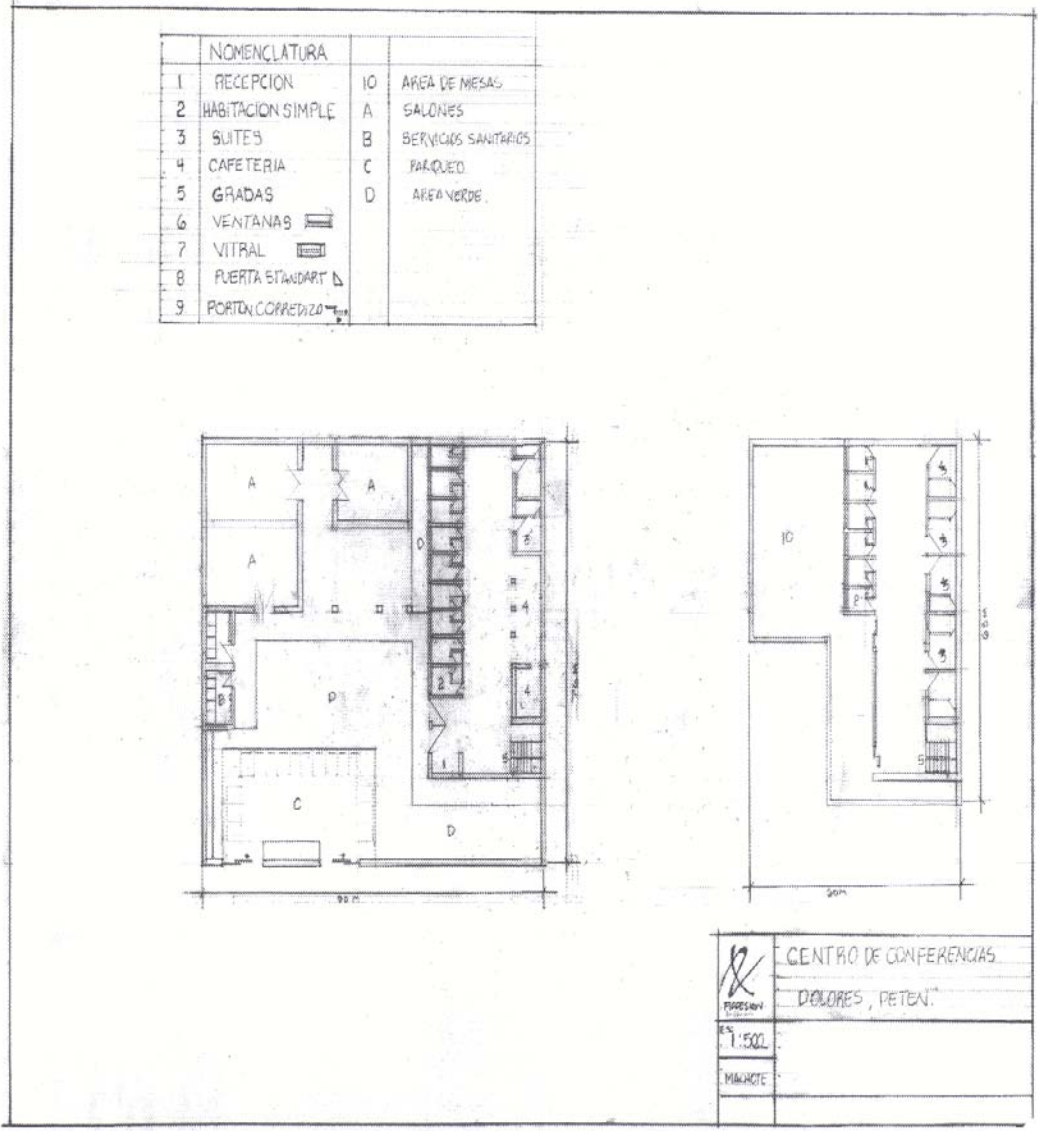 NOMENCLATURA
1 RECEPCION 10 AREA DE MESAS
2 HABITACION SIMPLE A SALONES
3 SUITES B SERVICIOS SANITARIOS
4 CAFETERIA C PARQUEO
5 GRADAS D AREA VERDE.
6 VENTANAS
7 VITRAL
8 PUERTA STANDART
9 PORTON CORREDIZO
A A
3
10
3
D
A
3
4
3
2
3
2
4
B
D
1
5
5
C
D
CENTRO DE CONFERENCIAS
DOLORES, PETEN."
MACHOTE